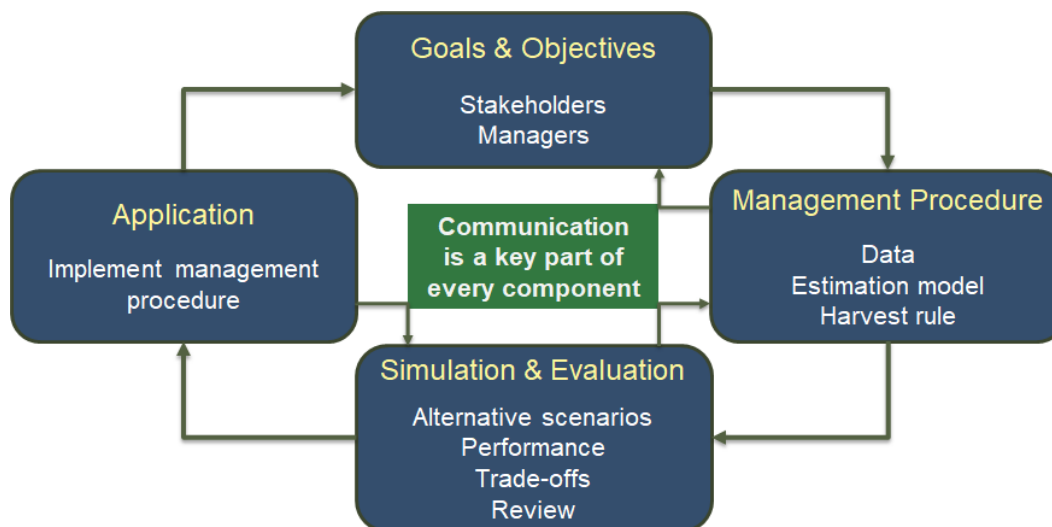 Goals & Objectives
Stakeholders
Managers
Application
Implement management
procedure
Communication
is a key part of
every component
Management Procedure
Data
Estimation model
Harvest rule
Simulation & Evaluation
Alternative scenarios
Performance
Trade-offs
Review